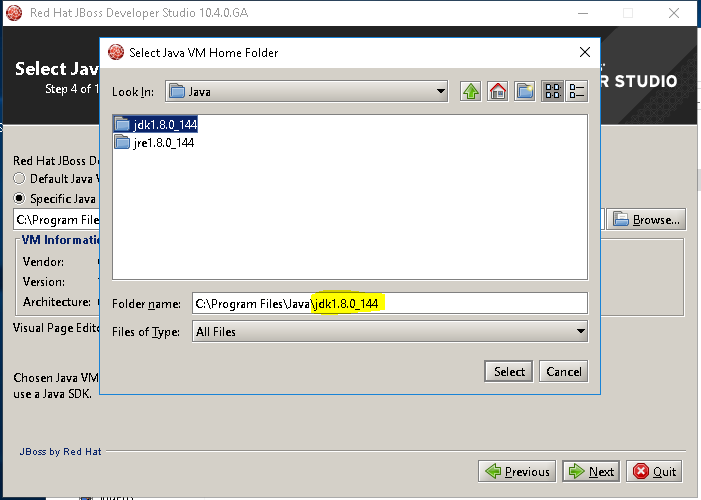 Red Hat JBoss Developer Studio 10.4.0.GA
Select Java VM Home Folder
Select Jav
Step 4 of 1
R STUDIO
Look In: Java
jdk1.8.0_144
jre1.8.0_144
Red Hat JBoss De
Default Java V
Specific Java
C:\Program Files
Browse...
VM Informatio
Vendor:
Version:
Architecture:
Folder name: C:\Program Files\Java\jdk1.8.0_144
Files of Type: All Files
Visual Page Edito
Select Cancel
Chosen Java VM
use a Java SDK.
JBoss by Red Hat
Previous Next Quit